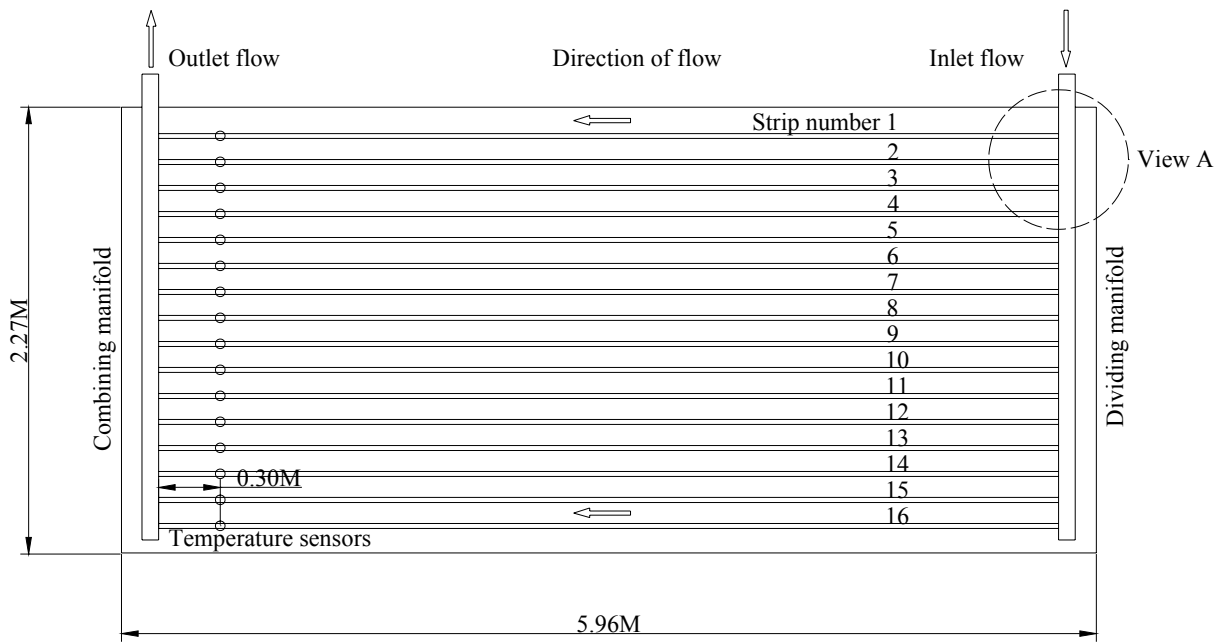 Outlet flow
Direction of flow
Inlet flow
Strip number 1
2
View A
3
4
5
6
7
8
9
10
11
12
13
14
0.30M
15
16
Temperature sensors
Combining manifold
Dividing manifold
2.27M
5.96M